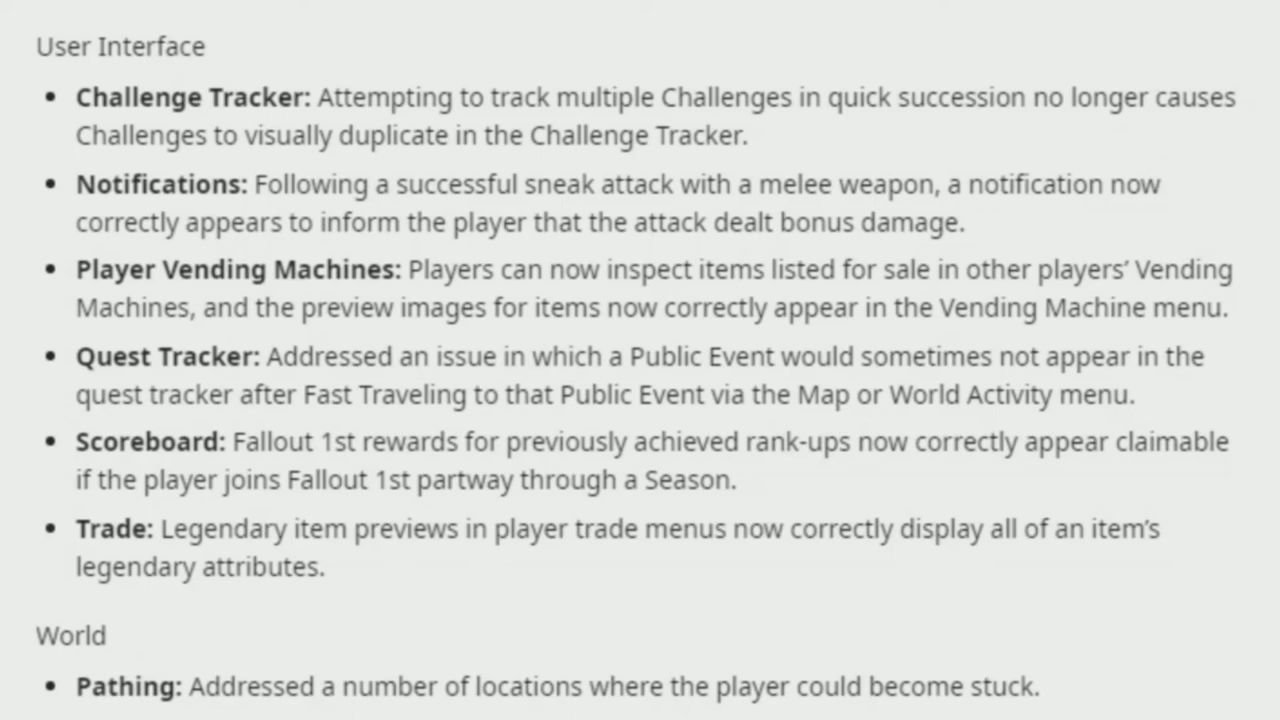 User Interface
• Challenge Tracker: Attempting to track multiple Challenges in quick succession no longer causes
Challenges to visually duplicate in the Challenge Tracker.
• Notifications: Following a successful sneak attack with a melee weapon, a notification now
correctly appears to inform the player that the attack dealt bonus damage.
• Player Vending Machines: Players can now inspect items listed for sale in other players’ Vending
Machines, and the preview images for items now correctly appear in the Vending Machine menu.
• Quest Tracker: Addressed an issue in which a Public Event would sometimes not appear in the
quest tracker after Fast Traveling to that Public Event via the Map or World Activity menu.
• Scoreboard: Fallout 1st rewards for previously achieved rank-ups now correctly appear claimable
if the player joins Fallout 1st partway through a Season.
• Trade: Legendary item previews in player trade menus now correctly display all of an item’s
legendary attributes.
World
• Pathing: Addressed a number of locations where the player could become stuck.